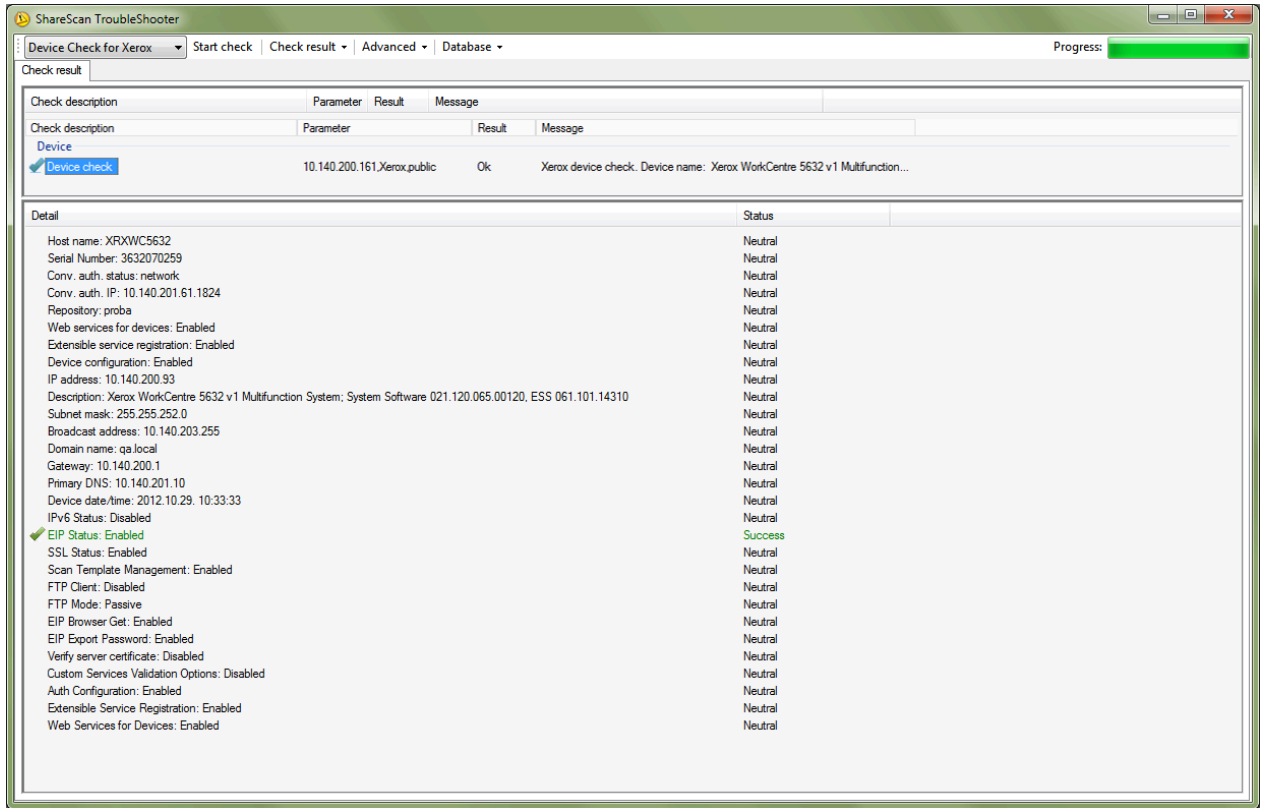 ShareScan TroubleShooter
Device Check for Xerox Start check Check result Advanced Database Progress:
Check result
Check description Parameter Result Message
Check description Parameter Result Message
Device
Device check 10.140.200.161,Xerox,public Ok Xerox device check. Device name: Xerox WorkCentre 5632 v1 Multifunction...
Detail Status
Host name: XRXWC5632 Neutral
Serial Number: 3632070259 Neutral
Conv. auth. status: network Neutral
Conv. auth. IP: 10.140.201.61.1824 Neutral
Repository: proba Neutral
Web services for devices: Enabled Neutral
Extensible service registration: Enabled Neutral
Device configuration: Enabled Neutral
IP address: 10.140.200.93 Neutral
Description: Xerox WorkCentre 5632 v1 Multifunction System; System Software 021.120.065.00120, ESS 061.101.14310 Neutral
Subnet mask: 255.255.252.0 Neutral
Broadcast address: 10.140.203.255 Neutral
Domain name: qa.local Neutral
Gateway: 10.140.200.1 Neutral
Primary DNS: 10.140.201.10 Neutral
Device date/time: 2012.10.29. 10:33:33 Neutral
IPv6 Status: Disabled Neutral
EIP Status: Enabled Success
SSL Status: Enabled Neutral
Scan Template Management: Enabled Neutral
FTP Client: Disabled Neutral
FTP Mode: Passive Neutral
EIP Browser Get: Enabled Neutral
EIP Export Password: Enabled Neutral
Verify server certificate: Disabled Neutral
Custom Services Validation Options: Disabled Neutral
Auth Configuration: Enabled Neutral
Extensible Service Registration: Enabled Neutral
Web Services for Devices: Enabled Neutral